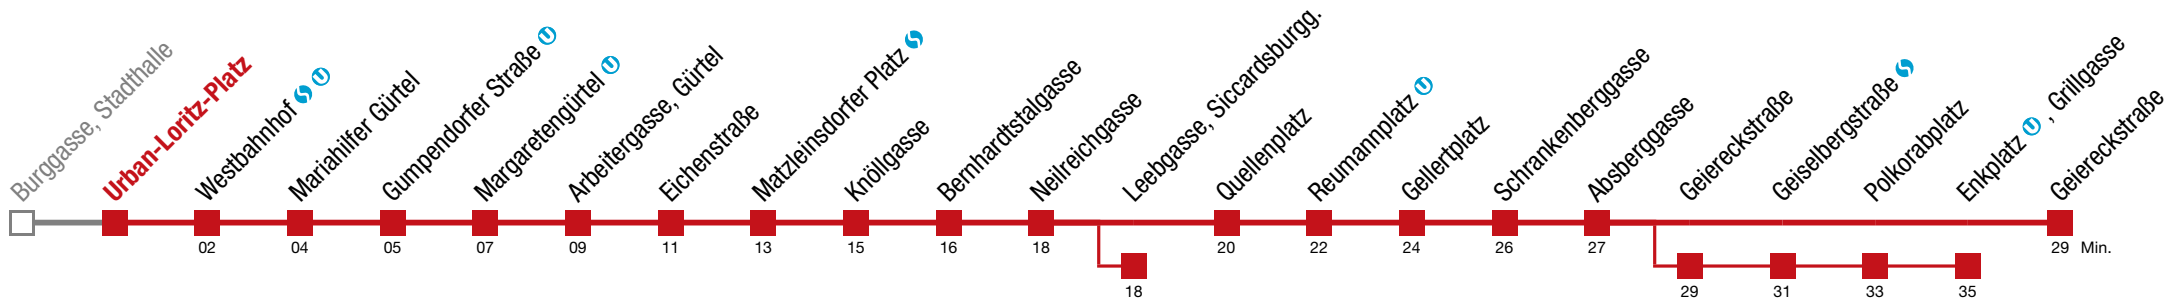 Burggasse, Stadthalle
Urban-Loritz-Platz
Westbahnhof
Mariahilfer Gürtel
Gumpendorfer Straße
Margaretengürtel
Arbeitergasse, Gürtel
Eichenstraße
Matzleinsdorfer Platz
Knöllgasse
Bernhardtstalgasse
Neilreichgasse
Leebgasse, Siccardsburgg.
Quellenplatz
Reumannplatz
Gellertplatz
Schrankenberggasse
Absberggasse
Geiereckstraße
Geiselbergstraße
Polkorabplatz
Enkplatz U , Grillgasse
Geiereckstraße
02 04 05 07 09 11 13 15 16 18 20 22 24 26 27 29 Min.
18 29 31 33 35